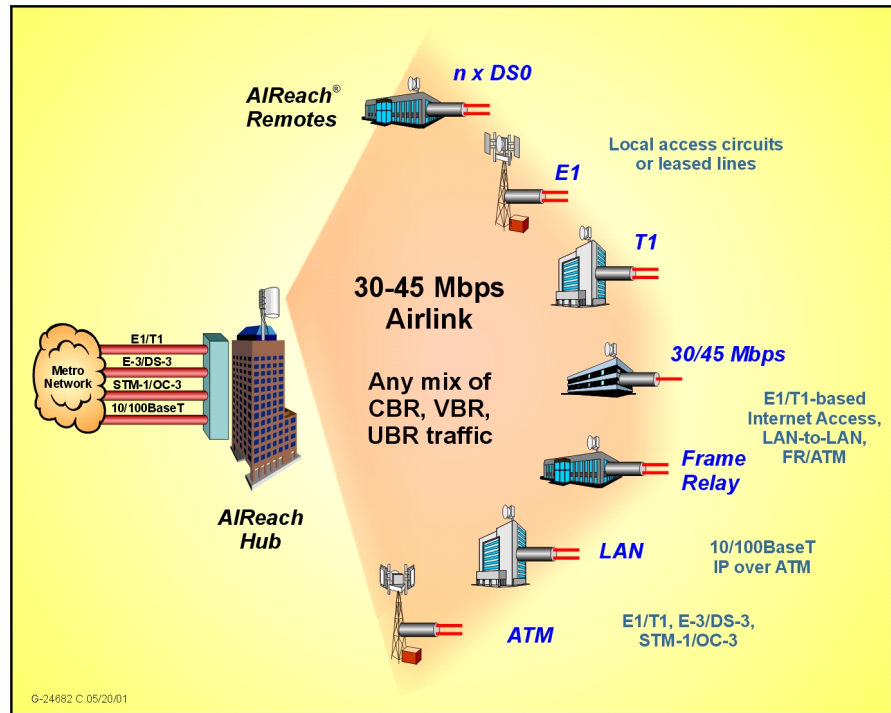 n x DS0
AIReach®
Remotes
Local access circuits
or leased lines
E1
T1
30-45 Mbps
Airlink
E1/T1
E-3/DS-3
STM-1/OC-3
10/100BaseT
Metro
Network
30/45 Mbps
Any mix of
CBR, VBR,
UBR traffic
E1/T1-based
Internet Access,
LAN-to-LAN,
FR/ATM
Frame
Relay
AIReach
Hub
LAN
10/100BaseT
IP over ATM
ATM
E1/T1, E-3/DS-3,
STM-1/OC-3
G-24682 C 05/20/01